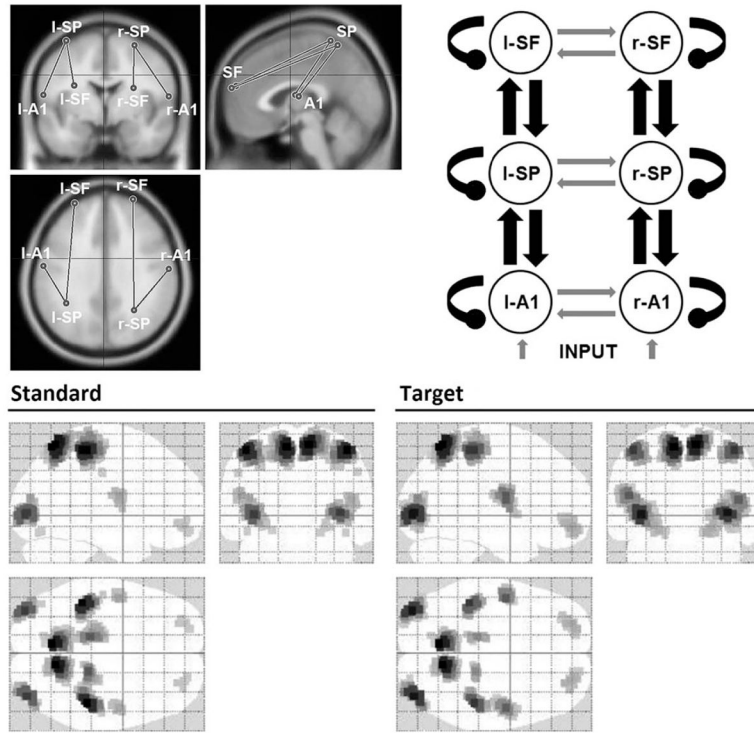 l-SP r-SP
l-SF r-SF
l-A1 r-A1
SP
SF
A1
l-SF r-SF
l-A1 r-A1
l-SP r-SP
l-SF r-SF
l-SP r-SP
l-A1 r-A1
INPUT
Standard
Target